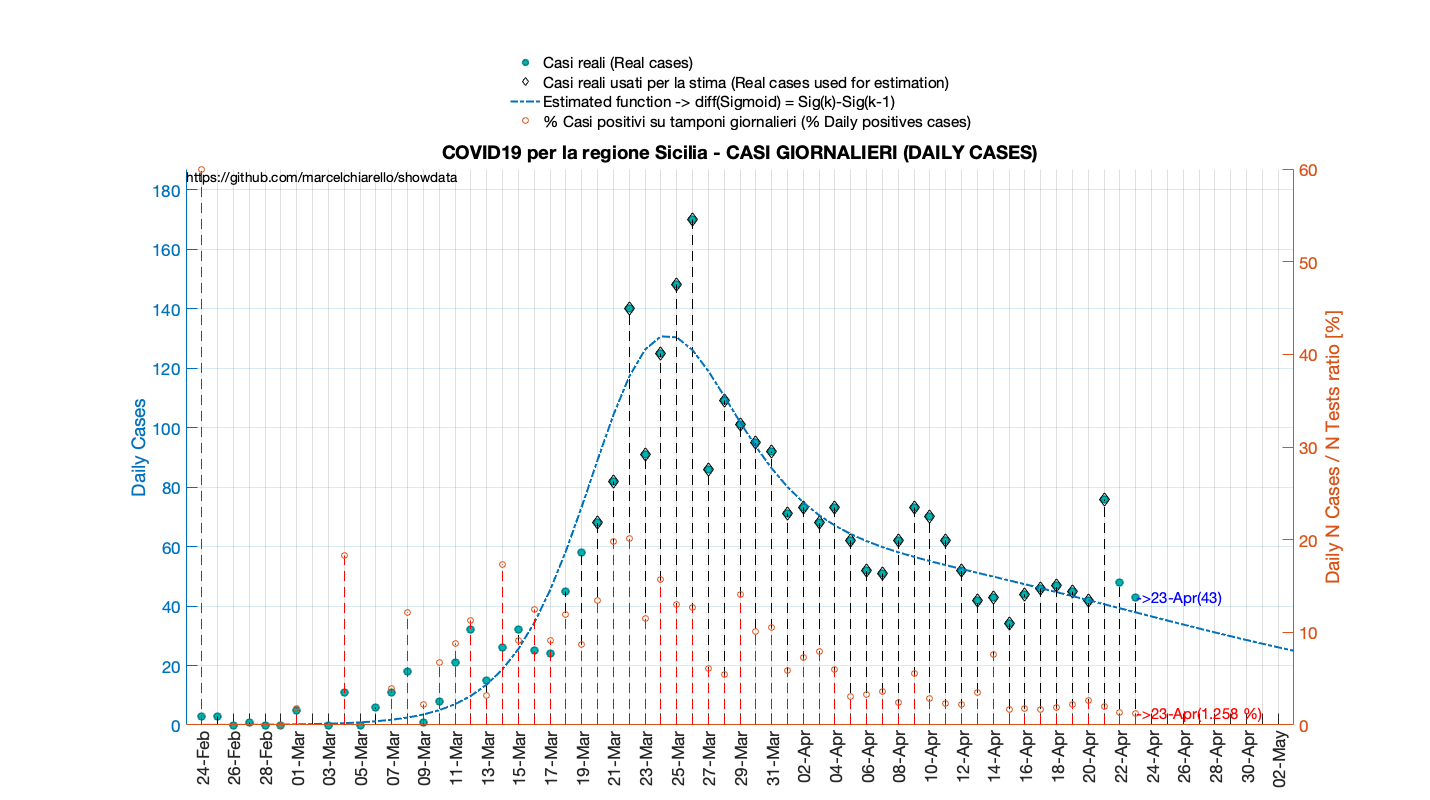 Casi reali (Real cases)
Casi reali usati per la stima (Real cases used for estimation)
Estimated function -> diff(Sigmoid) = Sig(k)-Sig(k-1)
% Casi positivi su tamponi giornalieri (% Daily positives cases)
COVID19 per la regione Sicilia - CASI GIORNALIERI (DAILY CASES)
https://github.com/marcelchiarello/showdata
Daily Cases
180
160
140
120
100
80
60
40
20
0
60
50
40
30
20
10
0
Daily N Cases / N Tests ratio [%]
->23-Apr(43)
->23-Apr(1.258 %)
24-Feb
26-Feb
28-Feb
01-Mar
03-Mar
05-Mar
07-Mar
09-Mar
11-Mar
13-Mar
15-Mar
17-Mar
19-Mar
21-Mar
23-Mar
25-Mar
27-Mar
29-Mar
31-Mar
02-Apr
04-Apr
06-Apr
08-Apr
10-Apr
12-Apr
14-Apr
16-Apr
18-Apr
20-Apr
22-Apr
24-Apr
26-Apr
28-Apr
30-Apr
02-May